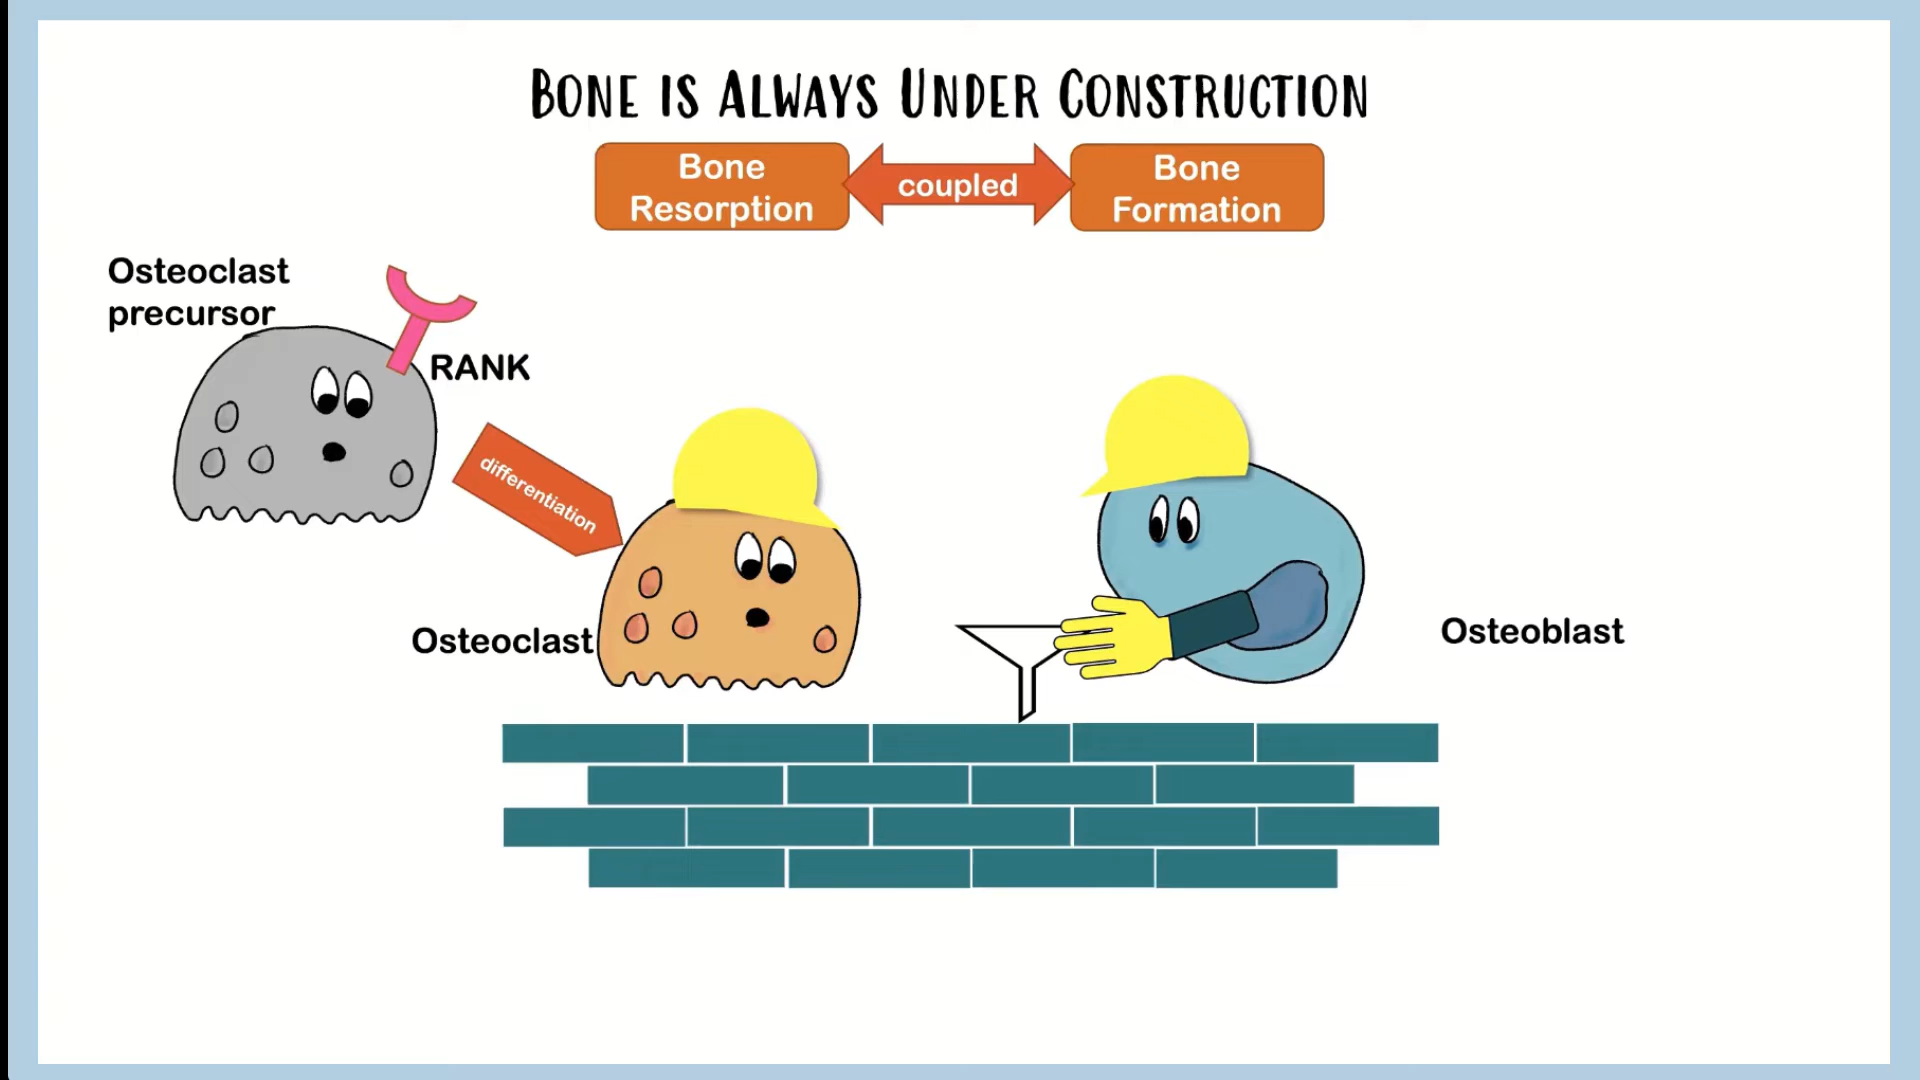 BONE IS ALWAYS UNDER CONSTRUCTION
Bone
Resorption
coupled
Bone
Formation
Osteoclast
precursor
RANK
differentiation
Osteoclast
Osteoblast